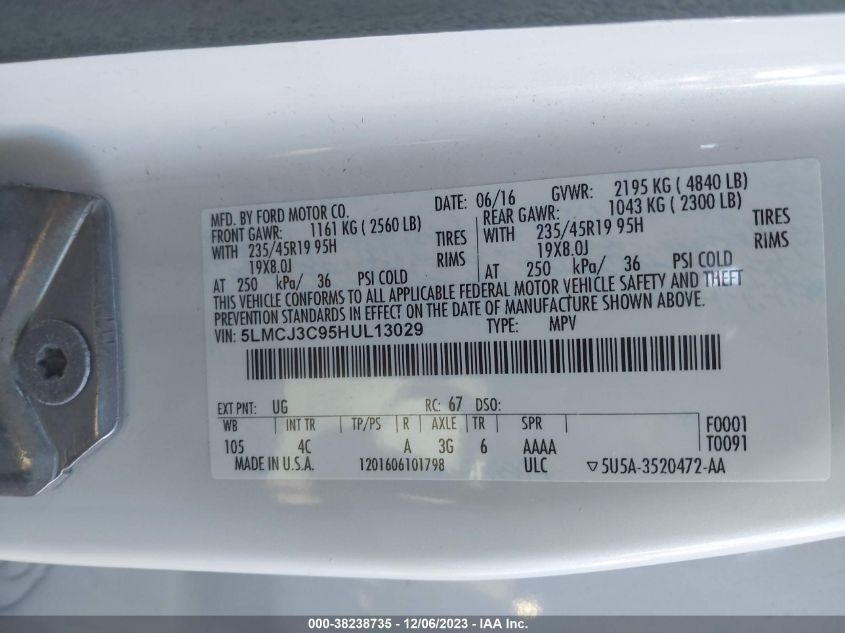 MFD. BY FORD MOTOR CO. DATE: 06/16 GVWR: 2195 KG ( 4840 LB)
FRONT GAWR: 1161 KG ( 2560 LB) REAR GAWR: 1043 KG ( 2300 LB)
WITH 235/45R19 95H TIRES WITH 235/45R19 95H TIRES
19X8.0J RIMS 19X8.0J RIMS
AT 250 kPa/ 36 PSI COLD AT 250 kPa/ 36 PSI COLD
THIS VEHICLE CONFORMS TO ALL APPLICABLE FEDERAL MOTOR VEHICLE SAFETY AND THEFT
PREVENTION STANDARDS IN EFFECT ON THE DATE OF MANUFACTURE SHOWN ABOVE.
VIN: 5LMCJ3C95HUL13029 TYPE: MPV
EXT PNT: UG RC: 67 DSO:
WB INT TR TP/PS R AXLE TR SPR F0001
105 4C A 3G 6 AAAA T0091
MADE IN U.S.A. 1201606101798 ULC ▽5U5A-3520472-AA
000-38238735 - 12/06/2023 - IAA Inc.